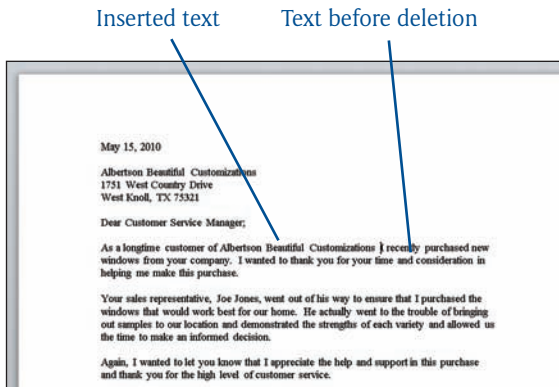 Inserted text Text before deletion
May 15, 2010
Albertson Beautiful Customizations
1751 West Country Drive
West Knoll, TX 75321
Dear Customer Service Manager;
As a longtime customer of Albertson Beautiful Customizations I recently purchased new
windows from your company. I wanted to thank you for your time and consideration in
helping me make this purchase.
Your sales representative, Joe Jones, went out of his way to ensure that I purchased the
windows that would work best for our home. He actually went to the trouble of bringing
out samples to our location and demonstrated the strengths of each variety and allowed us
the time to make an informed decision.
Again, I wanted to let you know that I appreciate the help and support in this purchase
and thank you for the high level of customer service.